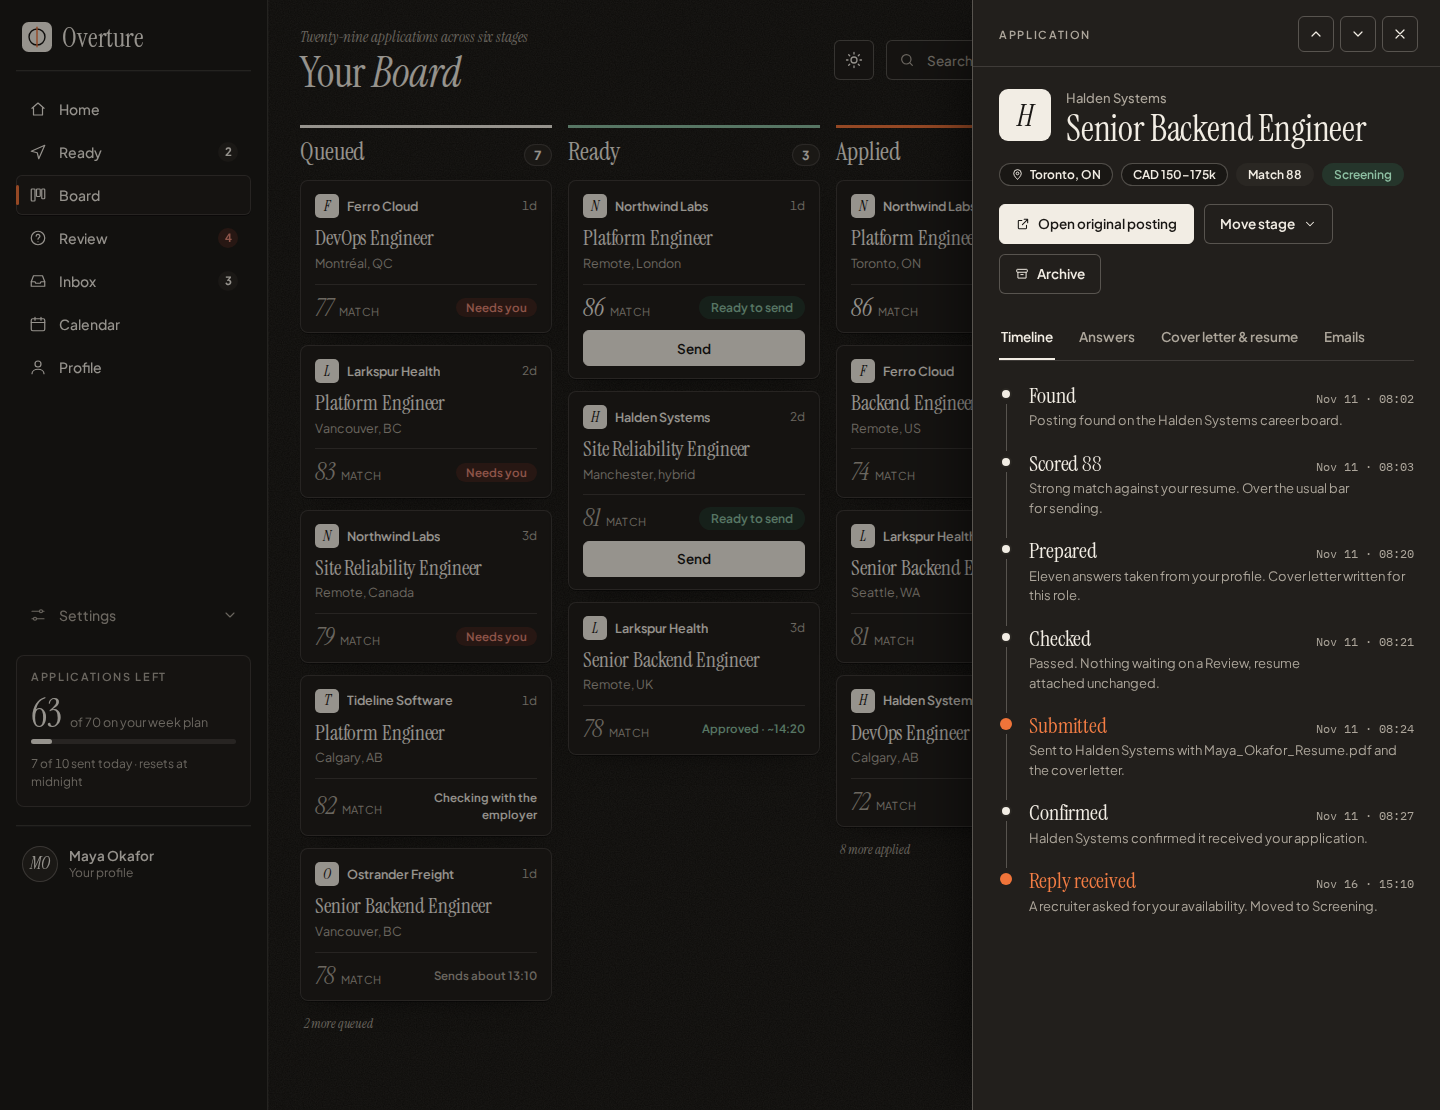 Overture
Home
Ready 2
Board
Review 4
Inbox 3
Calendar
Profile
Settings
APPLICATIONS LEFT
63 of 70 on your week plan
7 of 10 sent today · resets at
midnight
MO
Maya Okafor
Your profile
Twenty-nine applications across six stages
Your Board
Search
Queued 7
F Ferro Cloud 1d
DevOps Engineer
Montréal, QC
77 MATCH Needs you
L Larkspur Health 2d
Platform Engineer
Vancouver, BC
83 MATCH Needs you
N Northwind Labs 3d
Site Reliability Engineer
Remote, Canada
79 MATCH Needs you
T Tideline Software 1d
Platform Engineer
Calgary, AB
82 MATCH Checking with the
employer
O Ostrander Freight 1d
Senior Backend Engineer
Vancouver, BC
78 MATCH Sends about 13:10
2 more queued
Ready 3
N Northwind Labs 1d
Platform Engineer
Remote, London
86 MATCH Ready to send
Send
H Halden Systems 2d
Site Reliability Engineer
Manchester, hybrid
81 MATCH Ready to send
Send
L Larkspur Health 3d
Senior Backend Engineer
Remote, UK
78 MATCH Approved · ~14:20
Applied
N Northwind Labs
Platform Engineer
Toronto, ON
86 MATCH
F Ferro Cloud
Backend Engineer
Remote, US
74 MATCH
L Larkspur Health
Senior Backend E
Seattle, WA
81 MATCH
H Halden System
DevOps Engineer
Calgary, AB
72 MATCH
8 more applied
APPLICATION
H
Halden Systems
Senior Backend Engineer
Toronto, ON CAD 150–175k Match 88 Screening
Open original posting Move stage
Archive
Timeline Answers Cover letter & resume Emails
Found Nov 11 · 08:02
Posting found on the Halden Systems career board.
Scored 88 Nov 11 · 08:03
Strong match against your resume. Over the usual bar
for sending.
Prepared Nov 11 · 08:20
Eleven answers taken from your profile. Cover letter written for
this role.
Checked Nov 11 · 08:21
Passed. Nothing waiting on a Review, resume
attached unchanged.
Submitted Nov 11 · 08:24
Sent to Halden Systems with Maya_Okafor_Resume.pdf and
the cover letter.
Confirmed Nov 11 · 08:27
Halden Systems confirmed it received your application.
Reply received Nov 16 · 15:10
A recruiter asked for your availability. Moved to Screening.